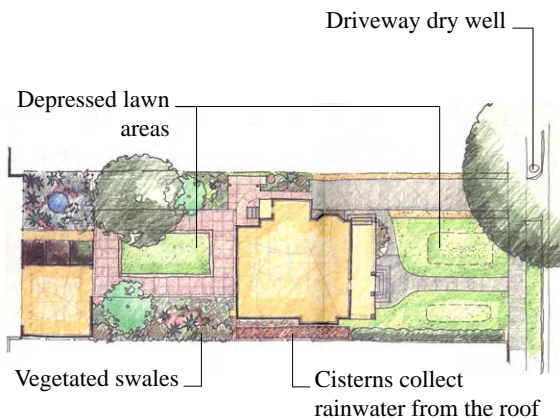 Driveway dry well
Depressed lawn
areas
Vegetated swales
Cisterns collect
rainwater from the roof